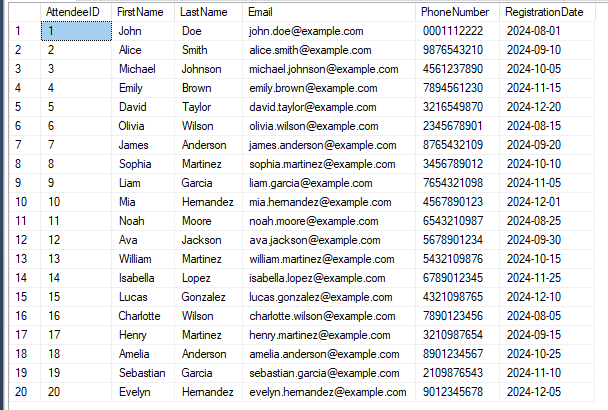 AttendeeID FirstName LastName Email PhoneNumber RegistrationDate
1 1 John Doe john.doe@example.com 0001112222 2024-08-01
2 2 Alice Smith alice.smith@example.com 9876543210 2024-09-10
3 3 Michael Johnson michael.johnson@example.com 4561237890 2024-10-05
4 4 Emily Brown emily.brown@example.com 7894561230 2024-11-15
5 5 David Taylor david.taylor@example.com 3216549870 2024-12-20
6 6 Olivia Wilson olivia.wilson@example.com 2345678901 2024-08-15
7 7 James Anderson james.anderson@example.com 8765432109 2024-09-20
8 8 Sophia Martinez sophia.martinez@example.com 3456789012 2024-10-10
9 9 Liam Garcia liam.garcia@example.com 7654321098 2024-11-05
10 10 Mia Hernandez mia.hernandez@example.com 4567890123 2024-12-01
11 11 Noah Moore noah.moore@example.com 6543210987 2024-08-25
12 12 Ava Jackson ava.jackson@example.com 5678901234 2024-09-30
13 13 William Martinez william.martinez@example.com 5432109876 2024-10-15
14 14 Isabella Lopez isabella.lopez@example.com 6789012345 2024-11-25
15 15 Lucas Gonzalez lucas.gonzalez@example.com 4321098765 2024-12-10
16 16 Charlotte Wilson charlotte.wilson@example.com 7890123456 2024-08-05
17 17 Henry Martinez henry.martinez@example.com 3210987654 2024-09-15
18 18 Amelia Anderson amelia.anderson@example.com 8901234567 2024-10-25
19 19 Sebastian Garcia sebastian.garcia@example.com 2109876543 2024-11-10
20 20 Evelyn Hernandez evelyn.hernandez@example.com 9012345678 2024-12-05